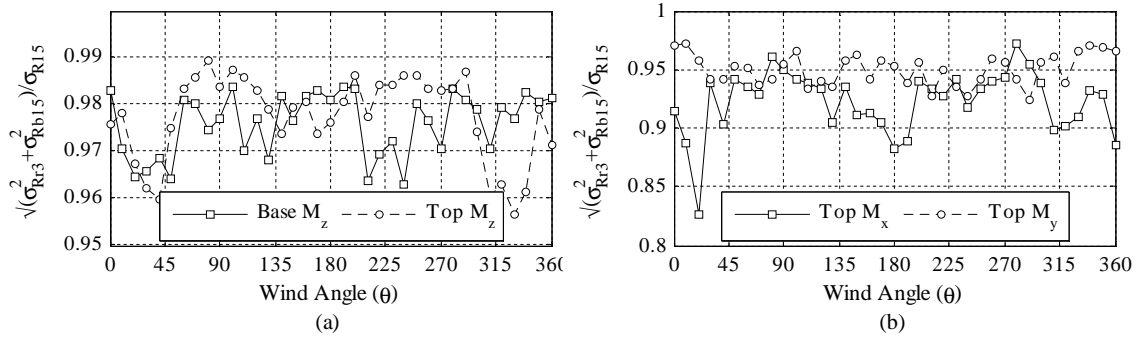 √(σ²Rr3+σ²Rb15)/σR15
0.99
0.98
0.97
0.96
0.95
Base Mz
Top Mz
0 45 90 135 180 225 270 315 360
Wind Angle (θ)
(a)
√(σ²Rr3+σ²Rb15)/σR15
1
0.95
0.9
0.85
0.8
Top Mx
Top My
0 45 90 135 180 225 270 315 360
Wind Angle (θ)
(b)